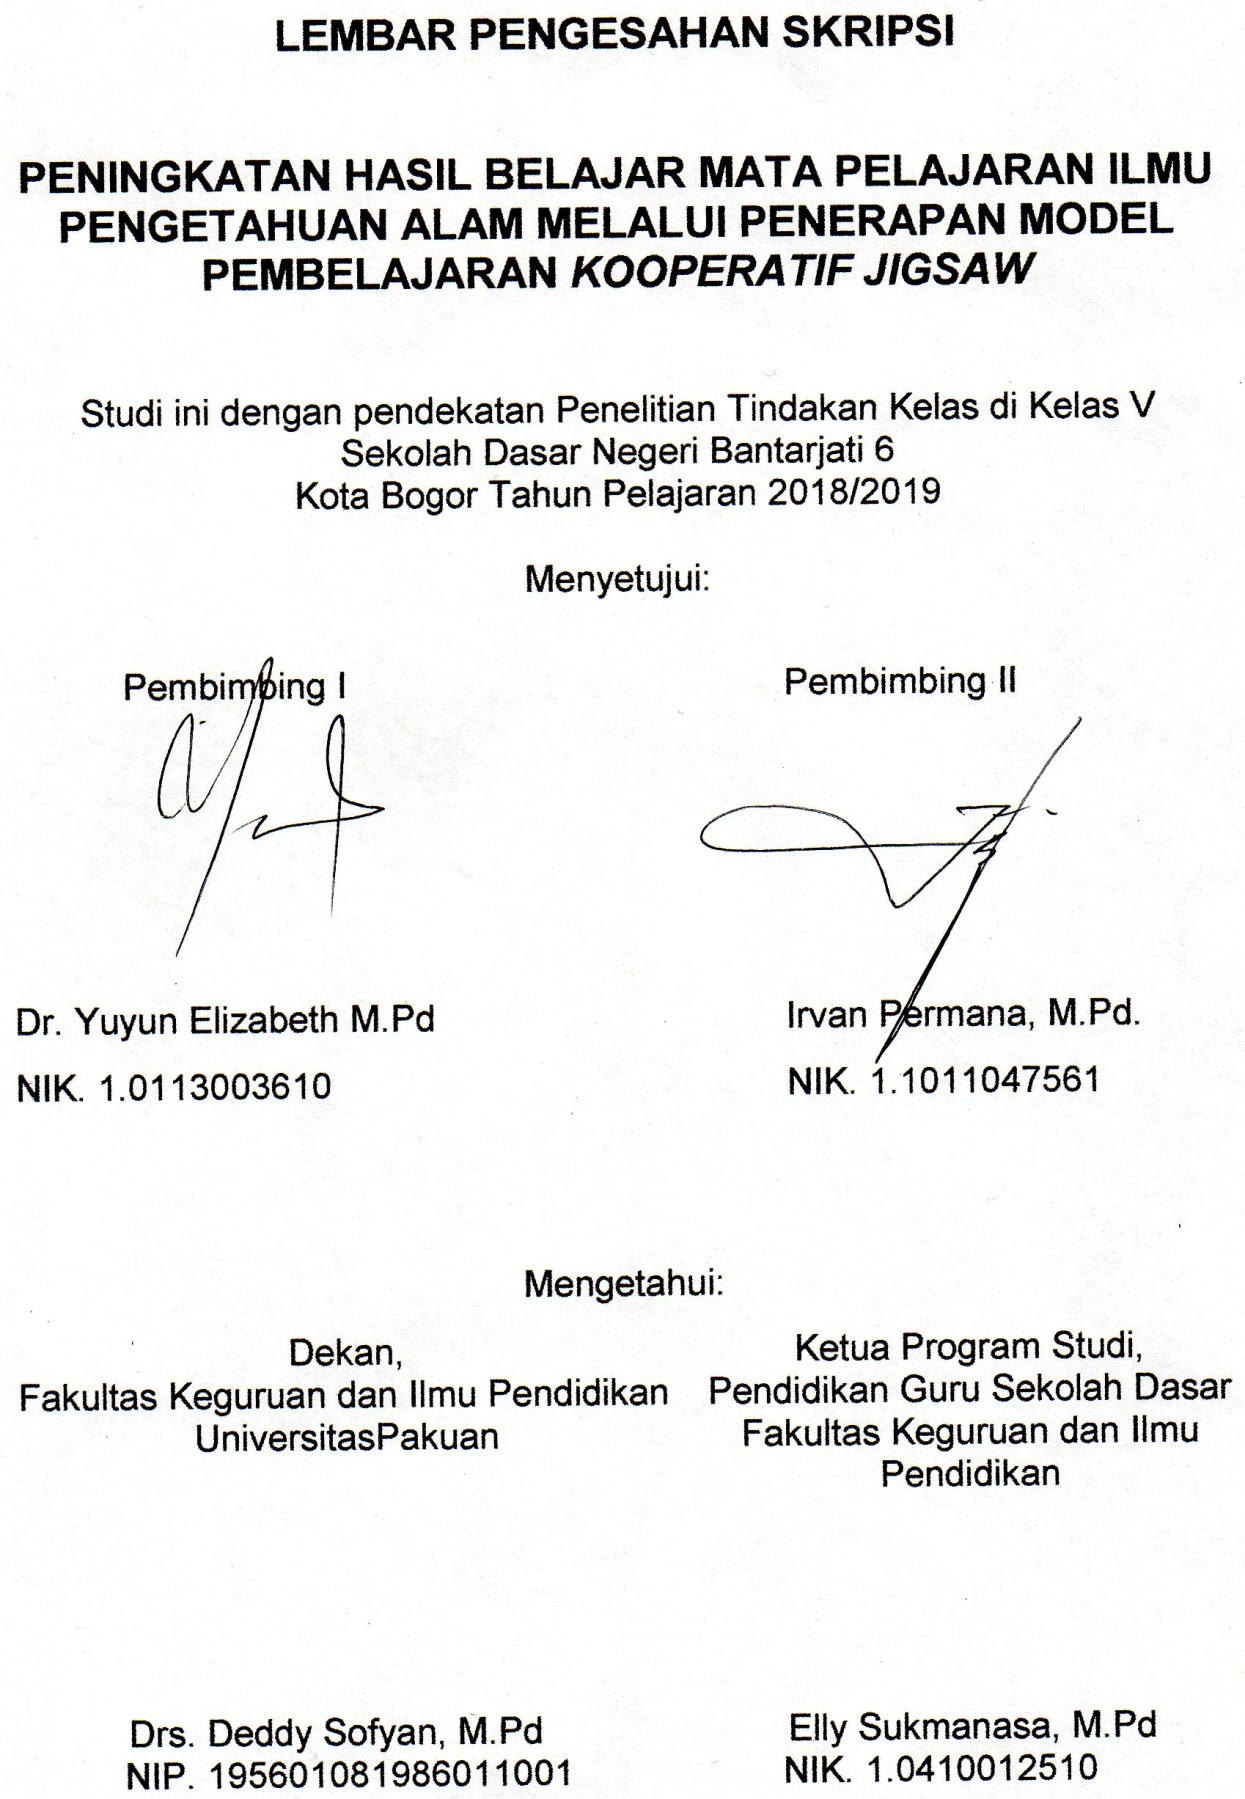 LEMBAR PENGESAHAN SKRIPSI
PENINGKATAN HASIL BELAJAR MATA PELAJARAN ILMU
PENGETAHUAN ALAM MELALUI PENERAPAN MODEL
PEMBELAJARAN KOOPERATIF JIGSAW
Studi ini dengan pendekatan Penelitian Tindakan Kelas di Kelas V
Sekolah Dasar Negeri Bantarjati 6
Kota Bogor Tahun Pelajaran 2018/2019
Menyetujui:
Pembimbing I
Dr. Yuyun Elizabeth M.Pd
NIK. 1.0113003610
Pembimbing II
Irvan Permana, M.Pd.
NIK. 1.1011047561
Mengetahui:
Dekan,
Fakultas Keguruan dan Ilmu Pendidikan
UniversitasPakuan
Drs. Deddy Sofyan, M.Pd
NIP. 195601081986011001
Ketua Program Studi,
Pendidikan Guru Sekolah Dasar
Fakultas Keguruan dan Ilmu
Pendidikan
Elly Sukmanasa, M.Pd
NIK. 1.0410012510